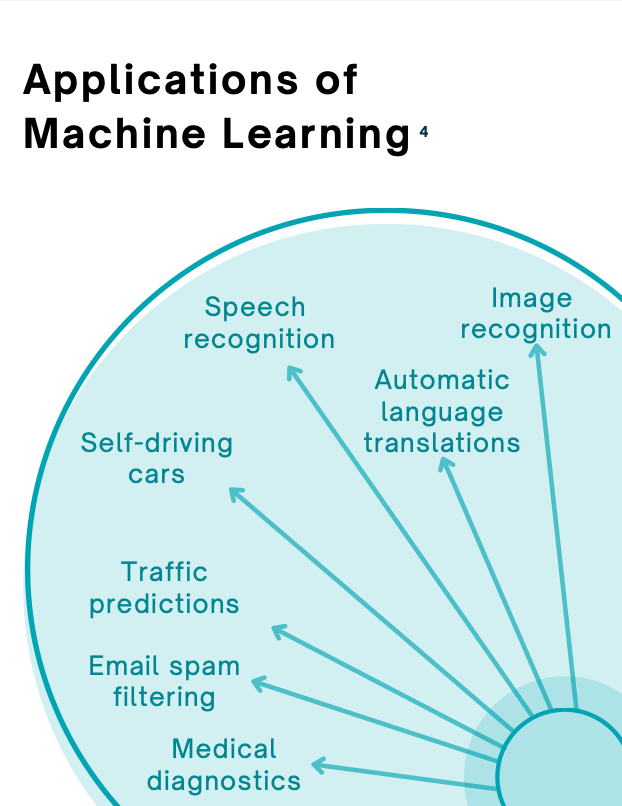 Applications of
Machine Learning 4
Speech
recognition
Image
recognition
Automatic
language
translations
Self-driving
cars
Traffic
predictions
Email spam
filtering
Medical
diagnostics